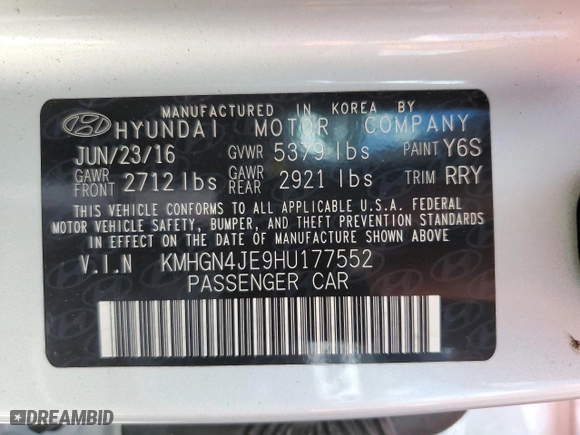 MANUFACTURED IN KOREA BY
HYUNDAI MOTOR COMPANY
JUN/23/16 GVWR 5379 lbs PAINT Y6S
GAWR FRONT 2712 lbs GAWR REAR 2921 lbs TRIM RRY
THIS VEHICLE CONFORMS TO ALL APPLICABLE U.S.A. FEDERAL
MOTOR VEHICLE SAFETY, BUMPER, AND THEFT PREVENTION STANDARDS
IN EFFECT ON THE DATE OF MANUFACTURE SHOWN ABOVE
V.I.N KMHGN4JE9HU177552
PASSENGER CAR
DREAMBID